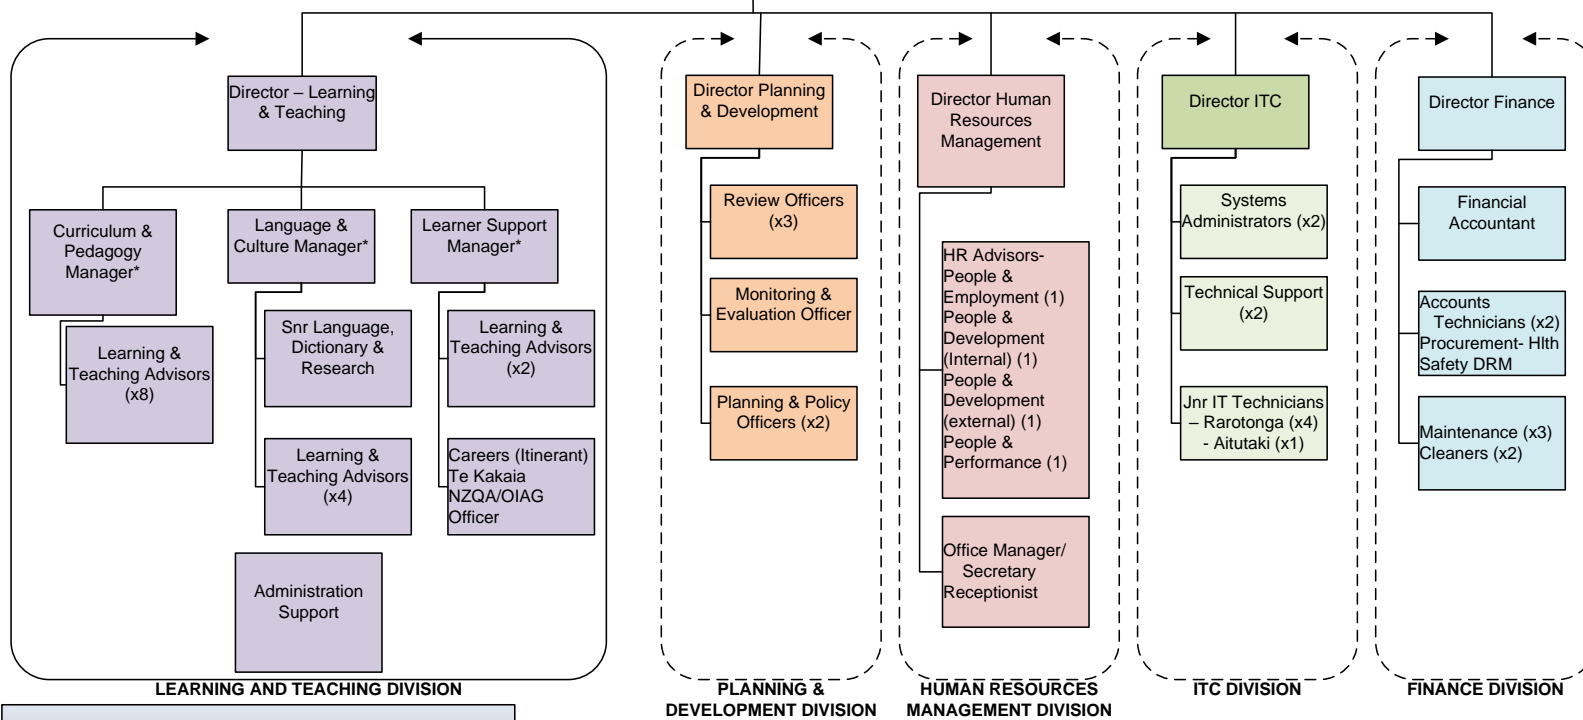 Director – Learning
& Teaching
Curriculum &
Pedagogy
Manager*
Learning &
Teaching Advisors
(x8)
Language &
Culture Manager*
Snr Language,
Dictionary &
Research
Learning &
Teaching Advisors
(x4)
Learner Support
Manager*
Learning &
Teaching Advisors
(x2)
Careers (Itinerant)
Te Kakaia
NZQA/OIAG
Officer
Administration
Support
LEARNING AND TEACHING DIVISION
Director Planning
& Development
Review Officers
(x3)
Monitoring &
Evaluation Officer
Planning & Policy
Officers (x2)
PLANNING &
DEVELOPMENT DIVISION
Director Human
Resources
Management
HR Advisors-
People &
Employment (1)
People &
Development
(Internal) (1)
People &
Development
(external) (1)
People &
Performance (1)
Office Manager/
Secretary
Receptionist
HUMAN RESOURCES
MANAGEMENT DIVISION
Director ITC
Systems
Administrators (x2)
Technical Support
(x2)
Jnr IT Technicians
– Rarotonga (x4)
- Aitutaki (x1)
ITC DIVISION
Director Finance
Financial
Accountant
Accounts
Technicians (x2)
Procurement- Hlth
Safety DRM
Maintenance (x3)
Cleaners (x2)
FINANCE DIVISION